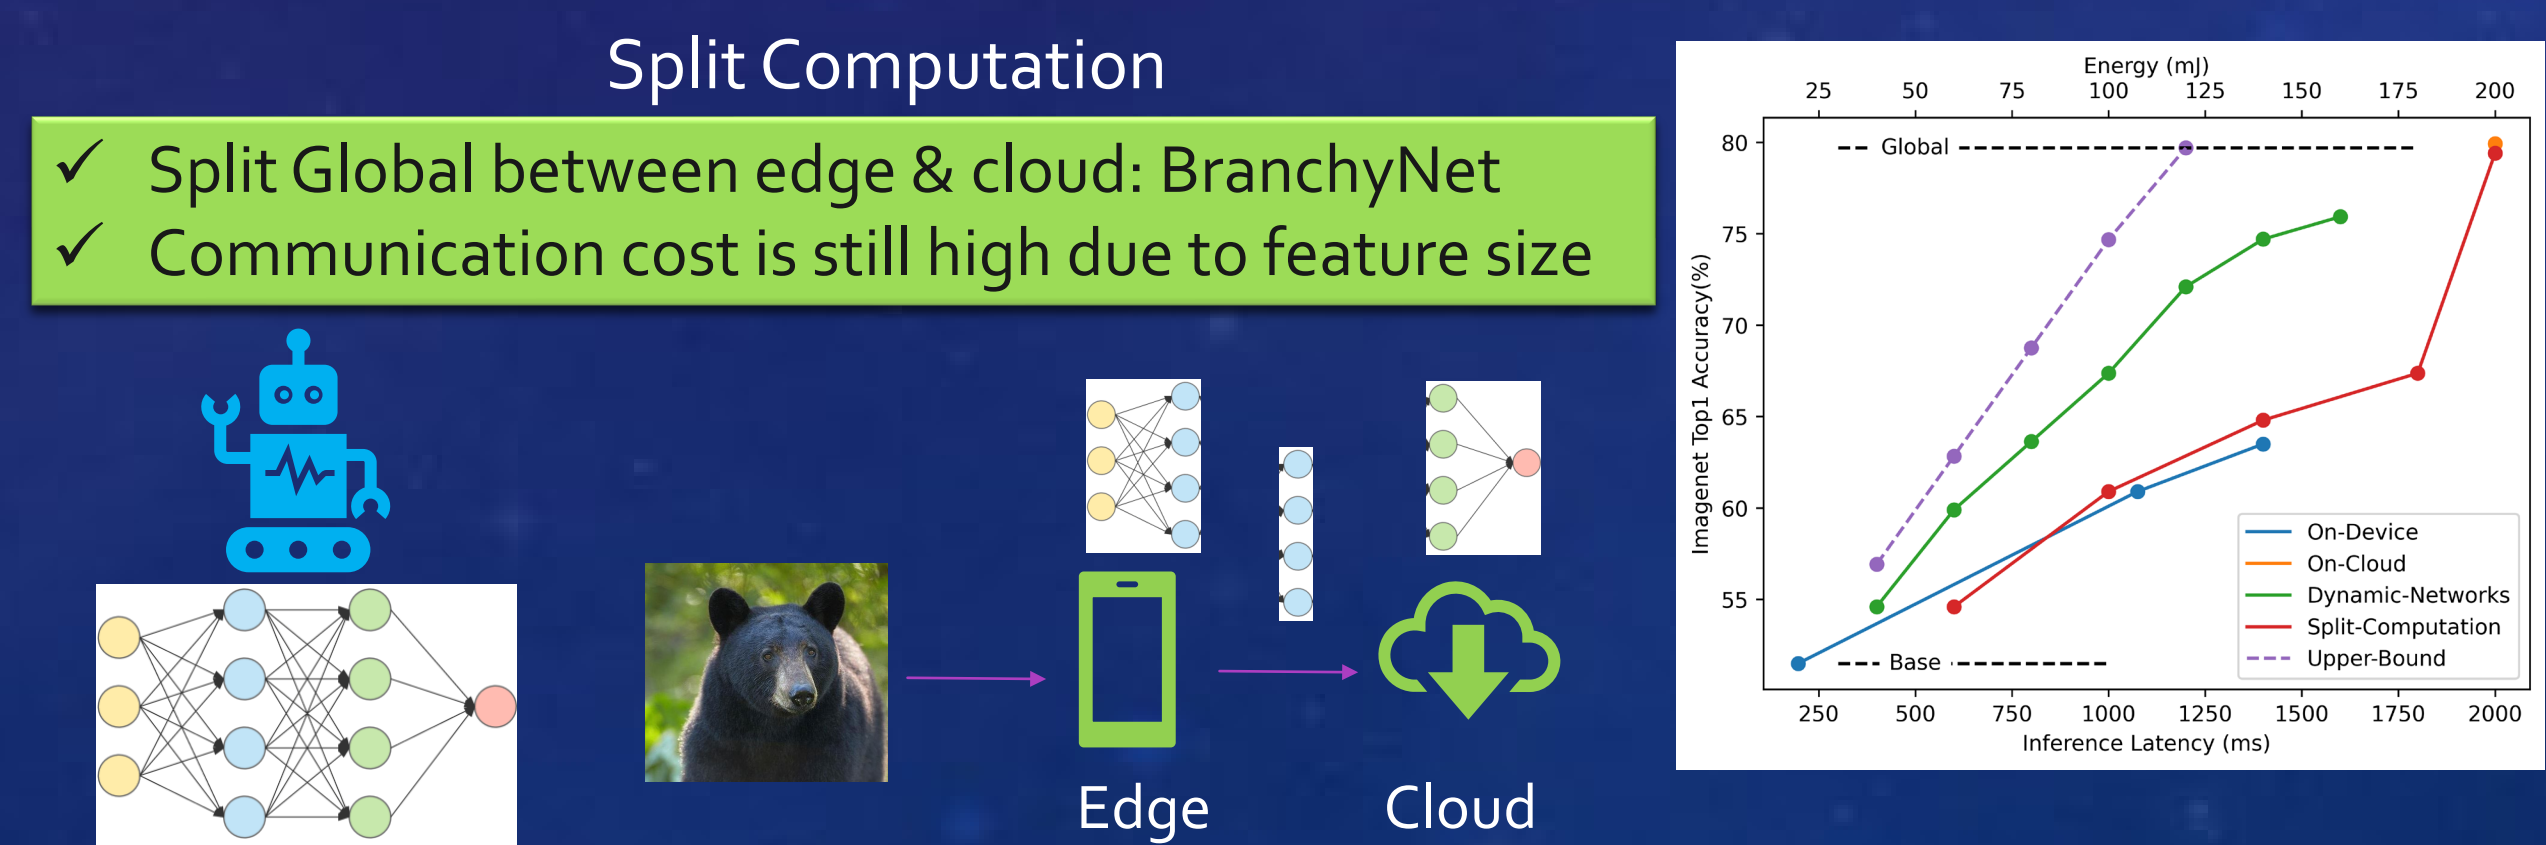 Split Computation
✓ Split Global between edge & cloud: BranchyNet
✓ Communication cost is still high due to feature size
Edge
Cloud
Energy (mJ)
25 50 75 100 125 150 175 200
Imagenet Top1 Accuracy(%)
80
75
70
65
60
55
Global
Base
On-Device
On-Cloud
Dynamic-Networks
Split-Computation
Upper-Bound
250 500 750 1000 1250 1500 1750 2000
Inference Latency (ms)